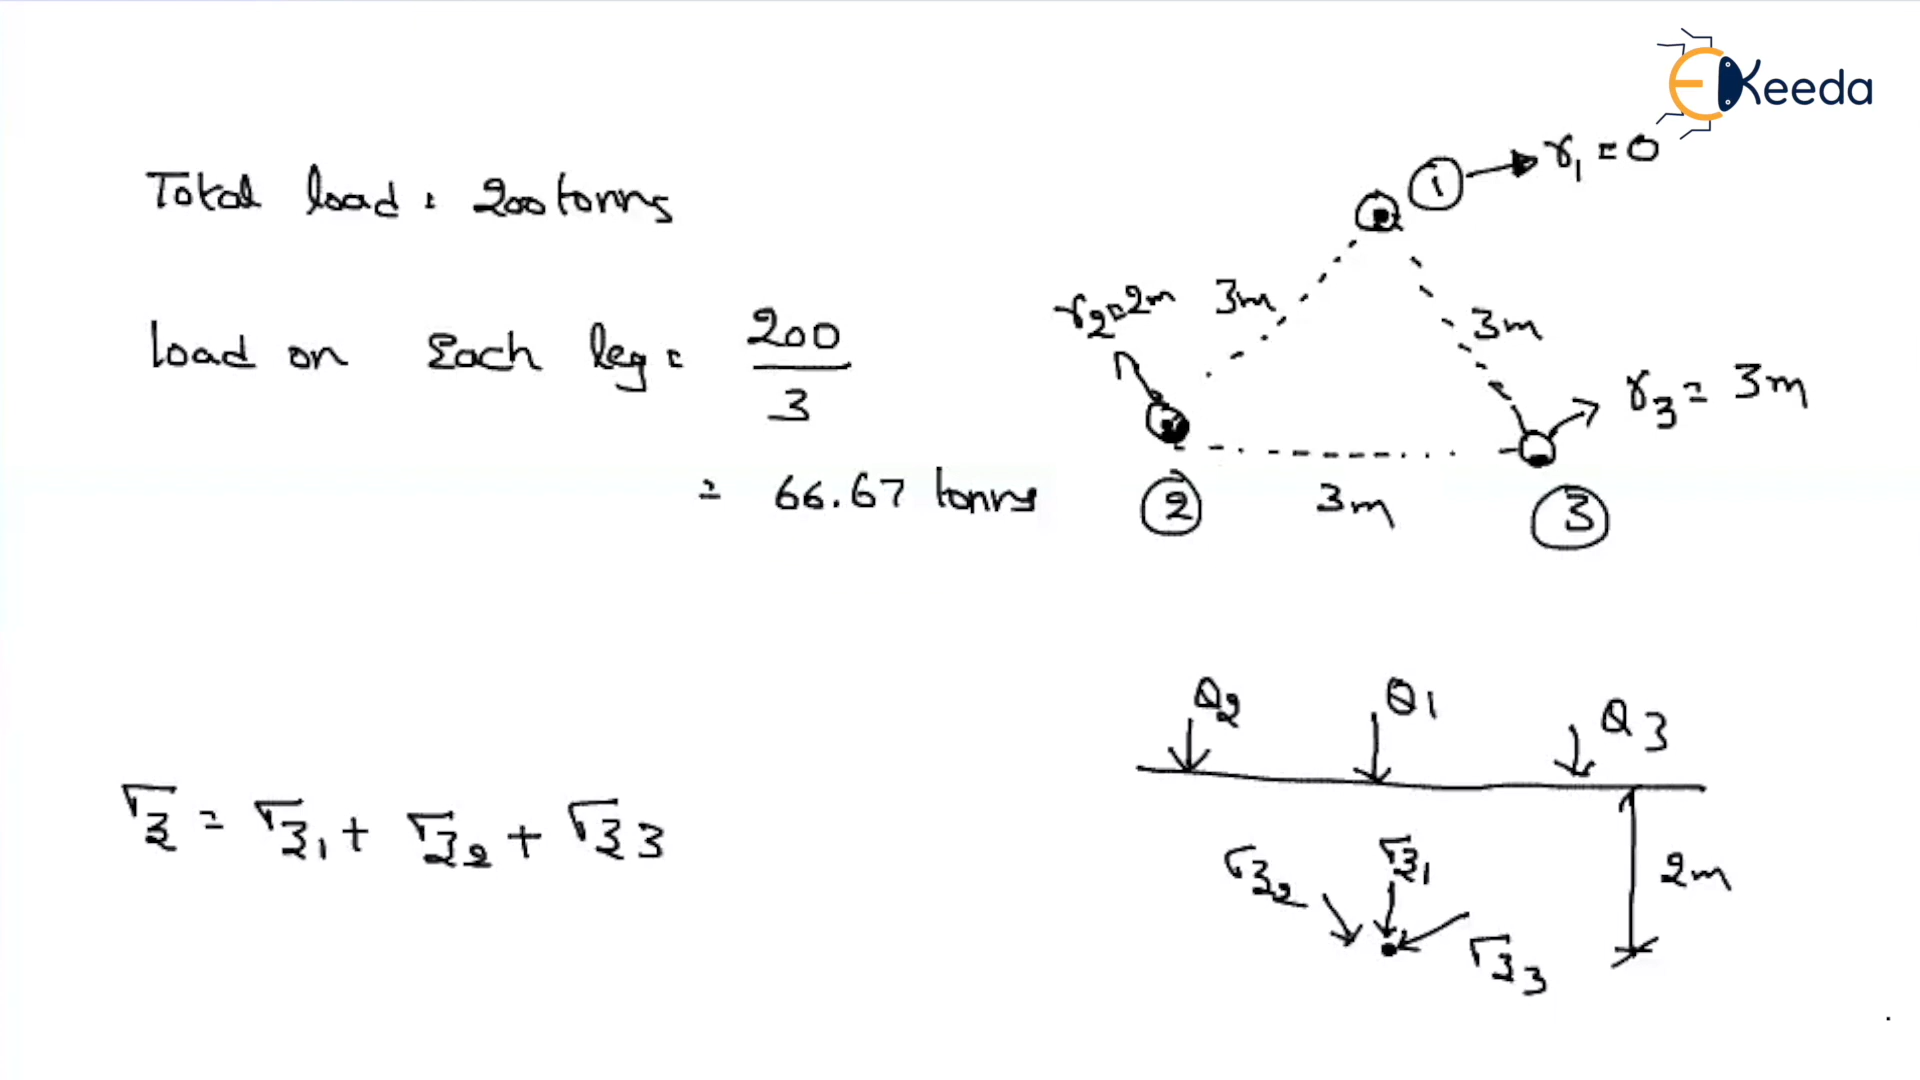 EKeeda
Total load = 200 tonns
load on Each leg = 200/3
= 66.67 tonns
σz = σz1 + σz2 + σz3
① → r1 = 0
r2=2m 3m
3m
r3 = 3m
② 3m ③
Q2 Q1 Q3
σz2 σz1 2m
σz3